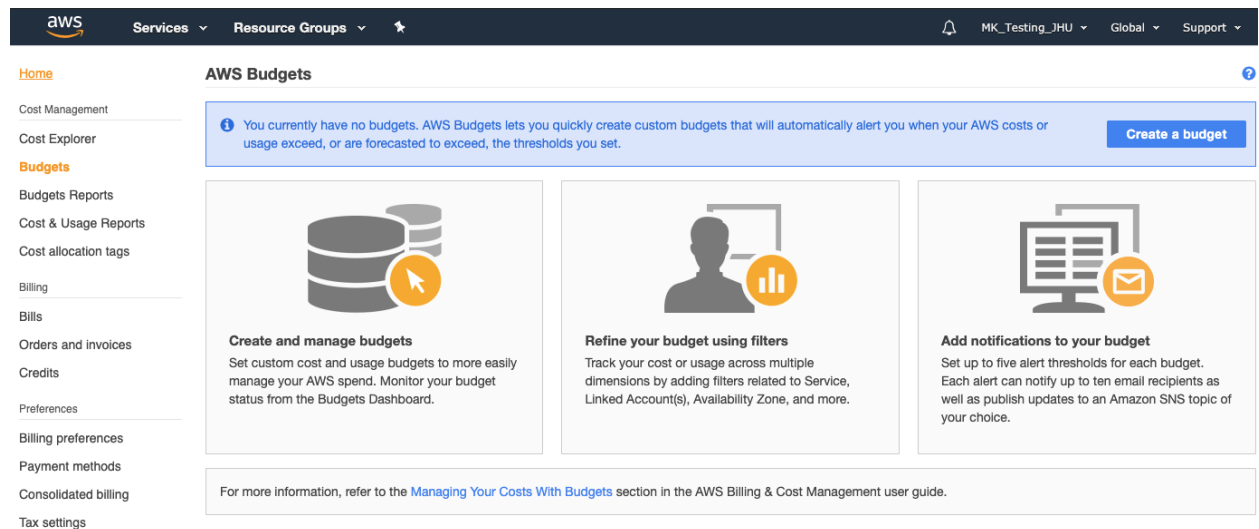 aws Services Resource Groups MK_Testing_JHU Global Support
Home
Cost Management
Cost Explorer
Budgets
Budgets Reports
Cost & Usage Reports
Cost allocation tags
Billing
Bills
Orders and invoices
Credits
Preferences
Billing preferences
Payment methods
Consolidated billing
Tax settings
AWS Budgets
?
i You currently have no budgets. AWS Budgets lets you quickly create custom budgets that will automatically alert you when your AWS costs or
usage exceed, or are forecasted to exceed, the thresholds you set.
Create a budget
Create and manage budgets
Set custom cost and usage budgets to more easily
manage your AWS spend. Monitor your budget
status from the Budgets Dashboard.
Refine your budget using filters
Track your cost or usage across multiple
dimensions by adding filters related to Service,
Linked Account(s), Availability Zone, and more.
Add notifications to your budget
Set up to five alert thresholds for each budget.
Each alert can notify up to ten email recipients as
well as publish updates to an Amazon SNS topic of
your choice.
For more information, refer to the Managing Your Costs With Budgets section in the AWS Billing & Cost Management user guide.